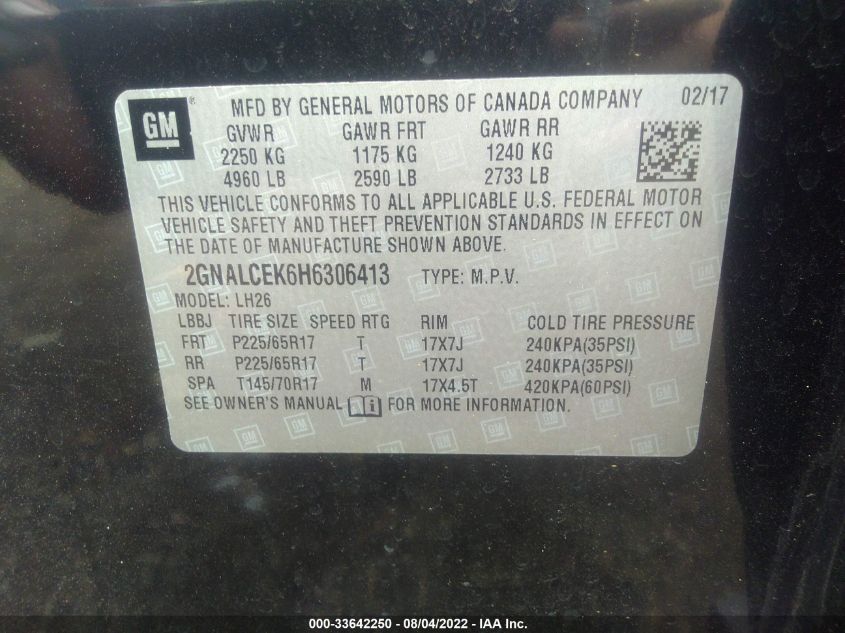 GM ® MFD BY GENERAL MOTORS OF CANADA COMPANY 02/17
GVWR GAWR FRT GAWR RR
2250 KG 1175 KG 1240 KG
4960 LB 2590 LB 2733 LB
THIS VEHICLE CONFORMS TO ALL APPLICABLE U.S. FEDERAL MOTOR
VEHICLE SAFETY AND THEFT PREVENTION STANDARDS IN EFFECT ON
THE DATE OF MANUFACTURE SHOWN ABOVE.
2GNALCEK6H6306413 TYPE: M.P.V.
MODEL: LH26
LBBJ TIRE SIZE SPEED RTG RIM COLD TIRE PRESSURE
FRT P225/65R17 T 17X7J 240KPA(35PSI)
RR P225/65R17 T 17X7J 240KPA(35PSI)
SPA T145/70R17 M 17X4.5T 420KPA(60PSI)
SEE OWNER'S MANUAL FOR MORE INFORMATION.
000-33642250 - 08/04/2022 - IAA Inc.